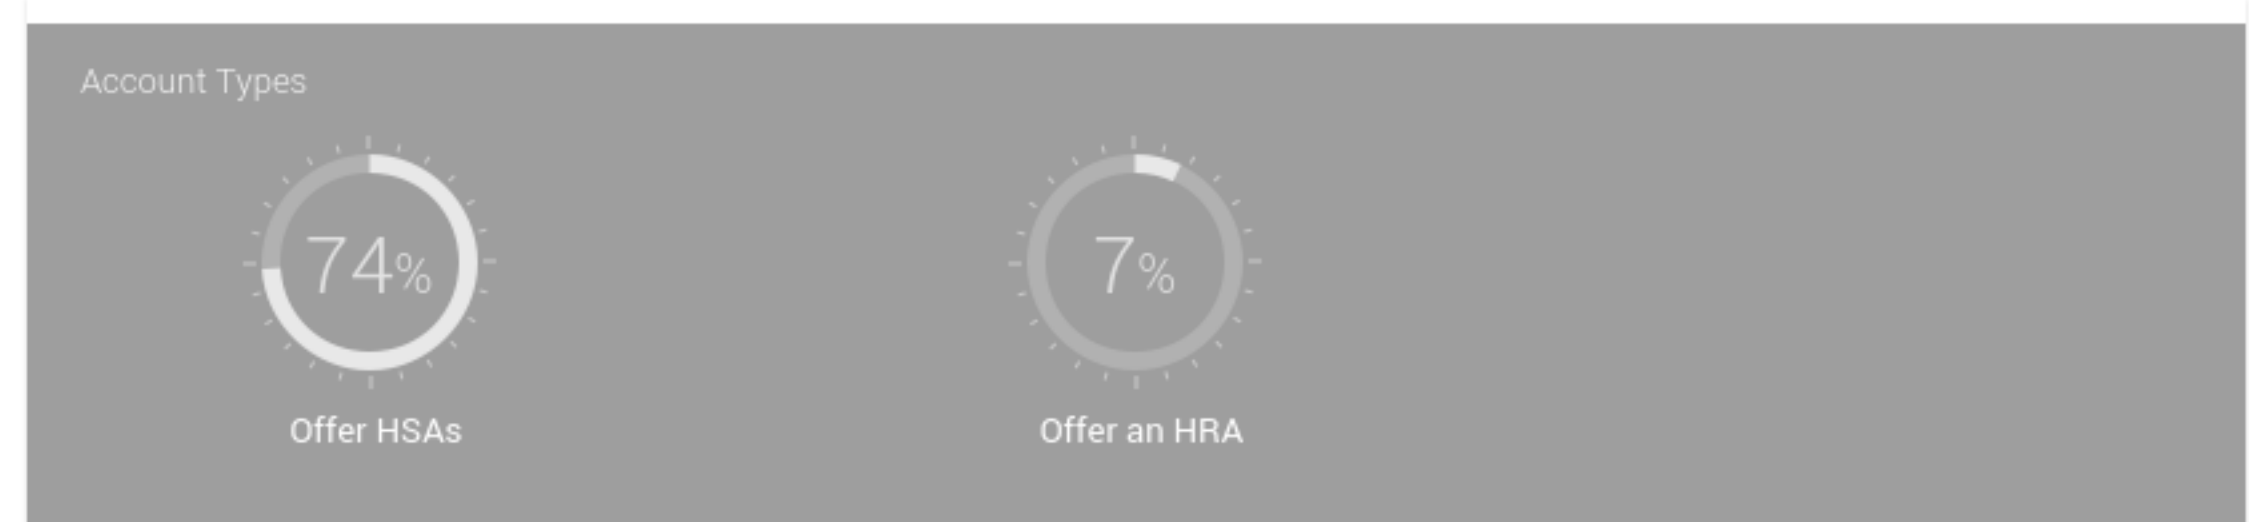 Account Types
74%
7%
Offer HSAs
Offer an HRA